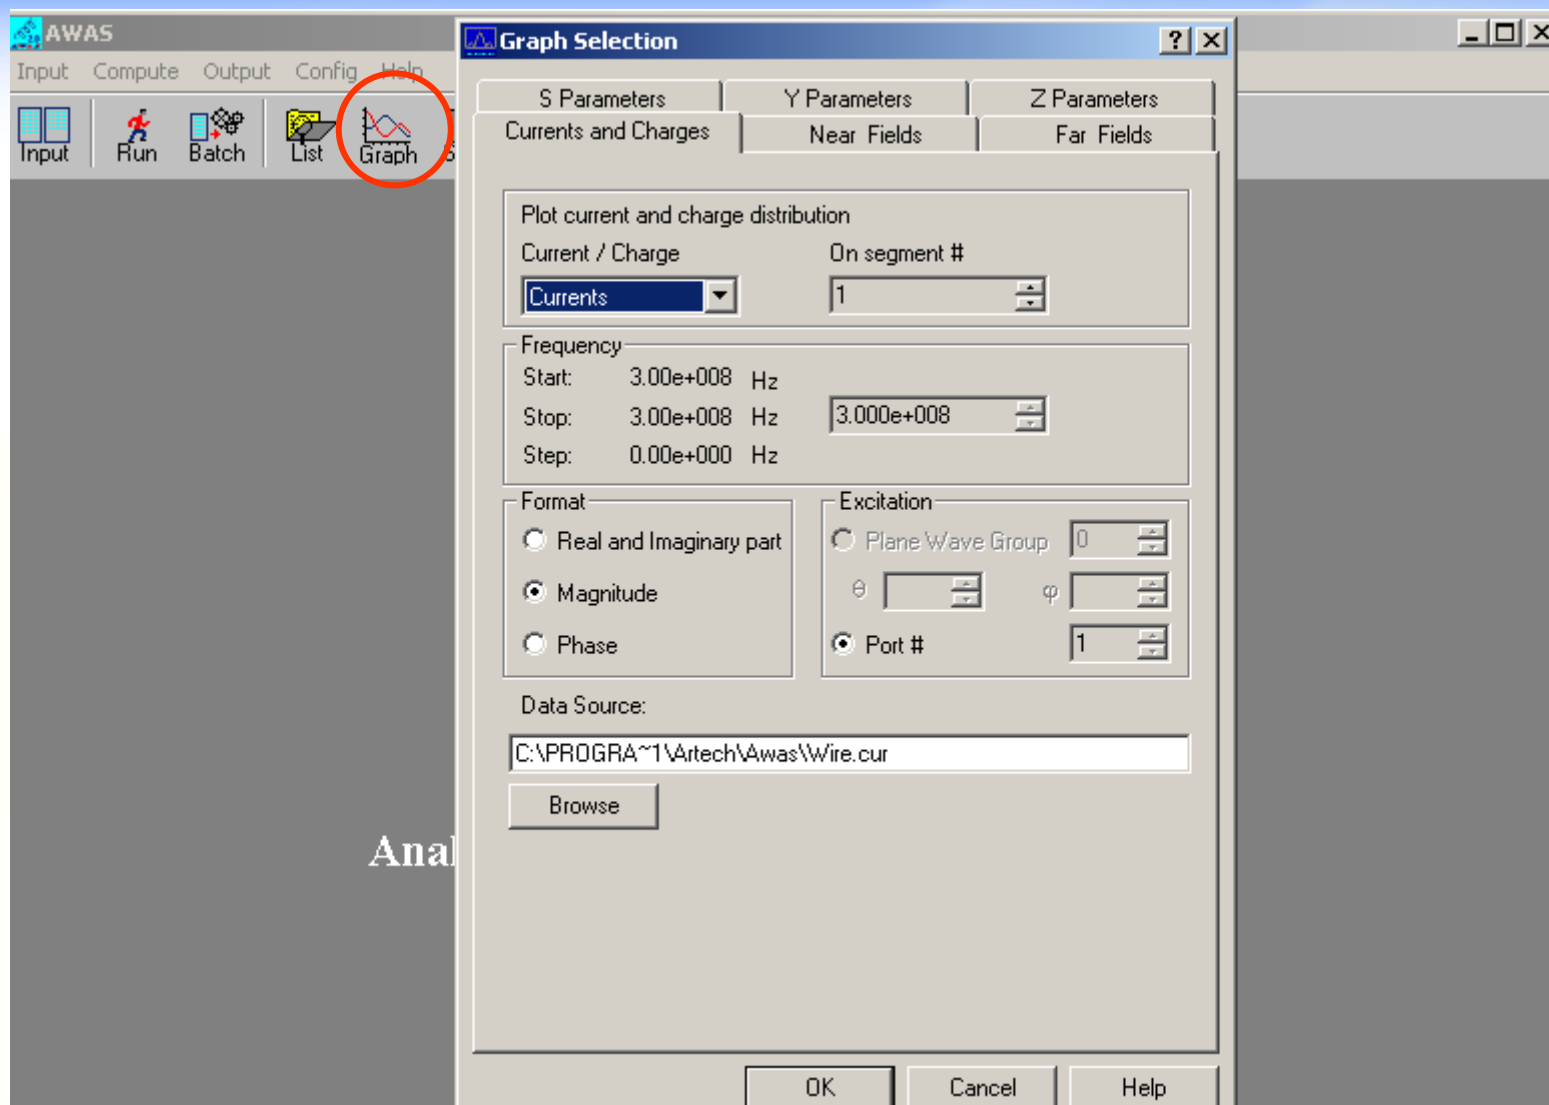 AWAS
Input Compute Output Config Help
Input Run Batch List Graph
Graph Selection
S Parameters Y Parameters Z Parameters
Currents and Charges Near Fields Far Fields
Plot current and charge distribution
Current / Charge On segment #
Currents 1
Frequency
Start: 3.00e+008 Hz
Stop: 3.00e+008 Hz 3.000e+008
Step: 0.00e+000 Hz
Format Excitation
Real and Imaginary part Plane Wave Group 0
Magnitude θ φ
Phase Port # 1
Data Source:
C:\PROGRA~1\Artech\Awas\Wire.cur
Browse
Anal
OK Cancel Help